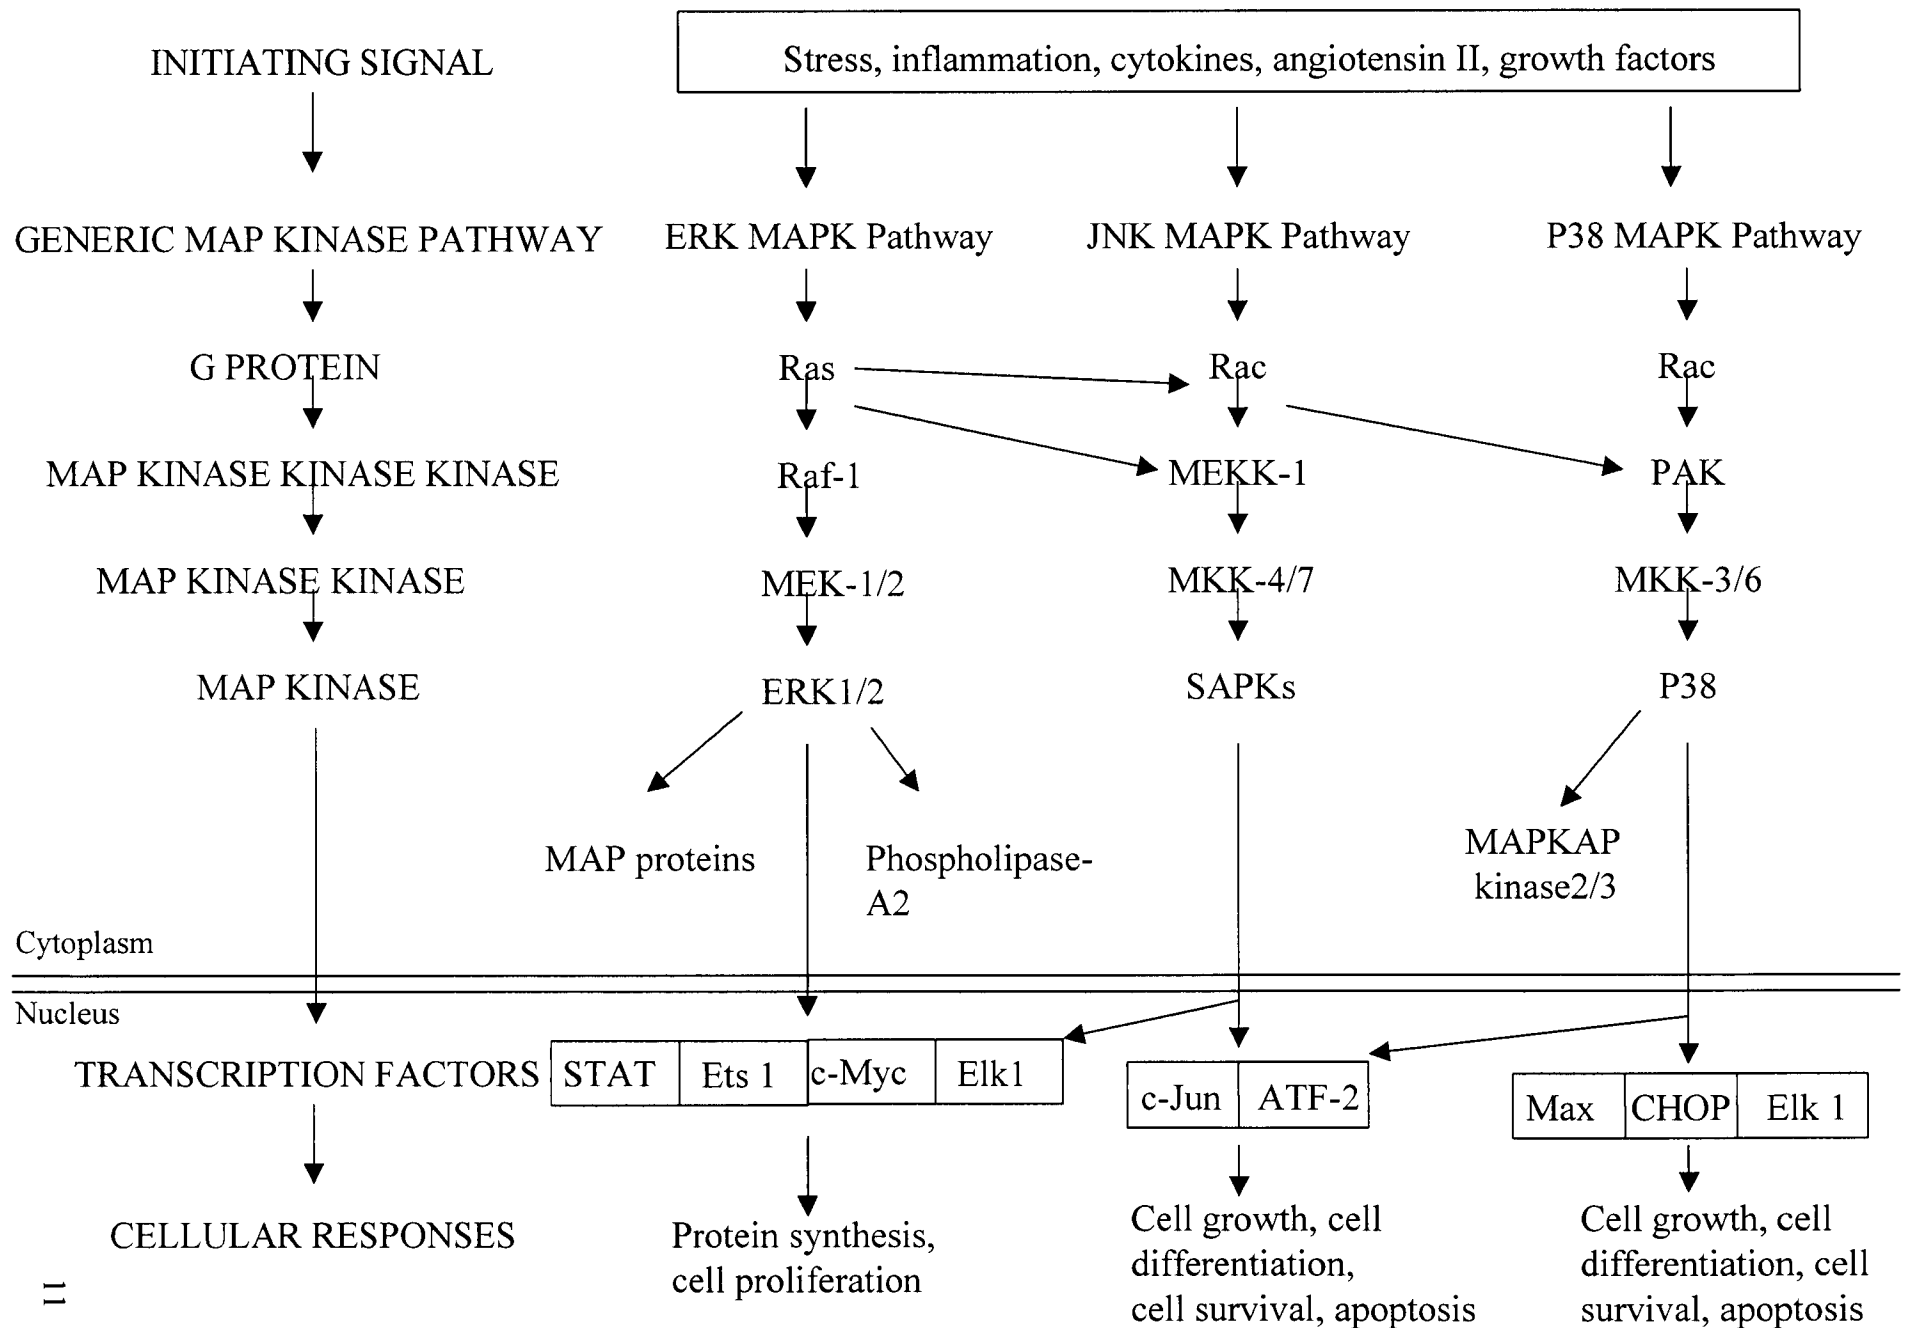 INITIATING SIGNAL
Stress, inflammation, cytokines, angiotensin II, growth factors
GENERIC MAP KINASE PATHWAY
ERK MAPK Pathway
JNK MAPK Pathway
P38 MAPK Pathway
G PROTEIN
Ras
Rac
Rac
MAP KINASE KINASE KINASE
Raf-1
MEKK-1
PAK
MAP KINASE KINASE
MEK-1/2
MKK-4/7
MKK-3/6
MAP KINASE
ERK1/2
SAPKs
P38
MAP proteins
Phospholipase-
A2
MAPKAP
kinase2/3
Cytoplasm
Nucleus
TRANSCRIPTION FACTORS
STAT
Ets 1
c-Myc
Elk1
c-Jun
ATF-2
Max
CHOP
Elk 1
CELLULAR RESPONSES
Protein synthesis,
cell proliferation
Cell growth, cell
differentiation,
cell survival, apoptosis
Cell growth, cell
differentiation, cell
survival, apoptosis
11